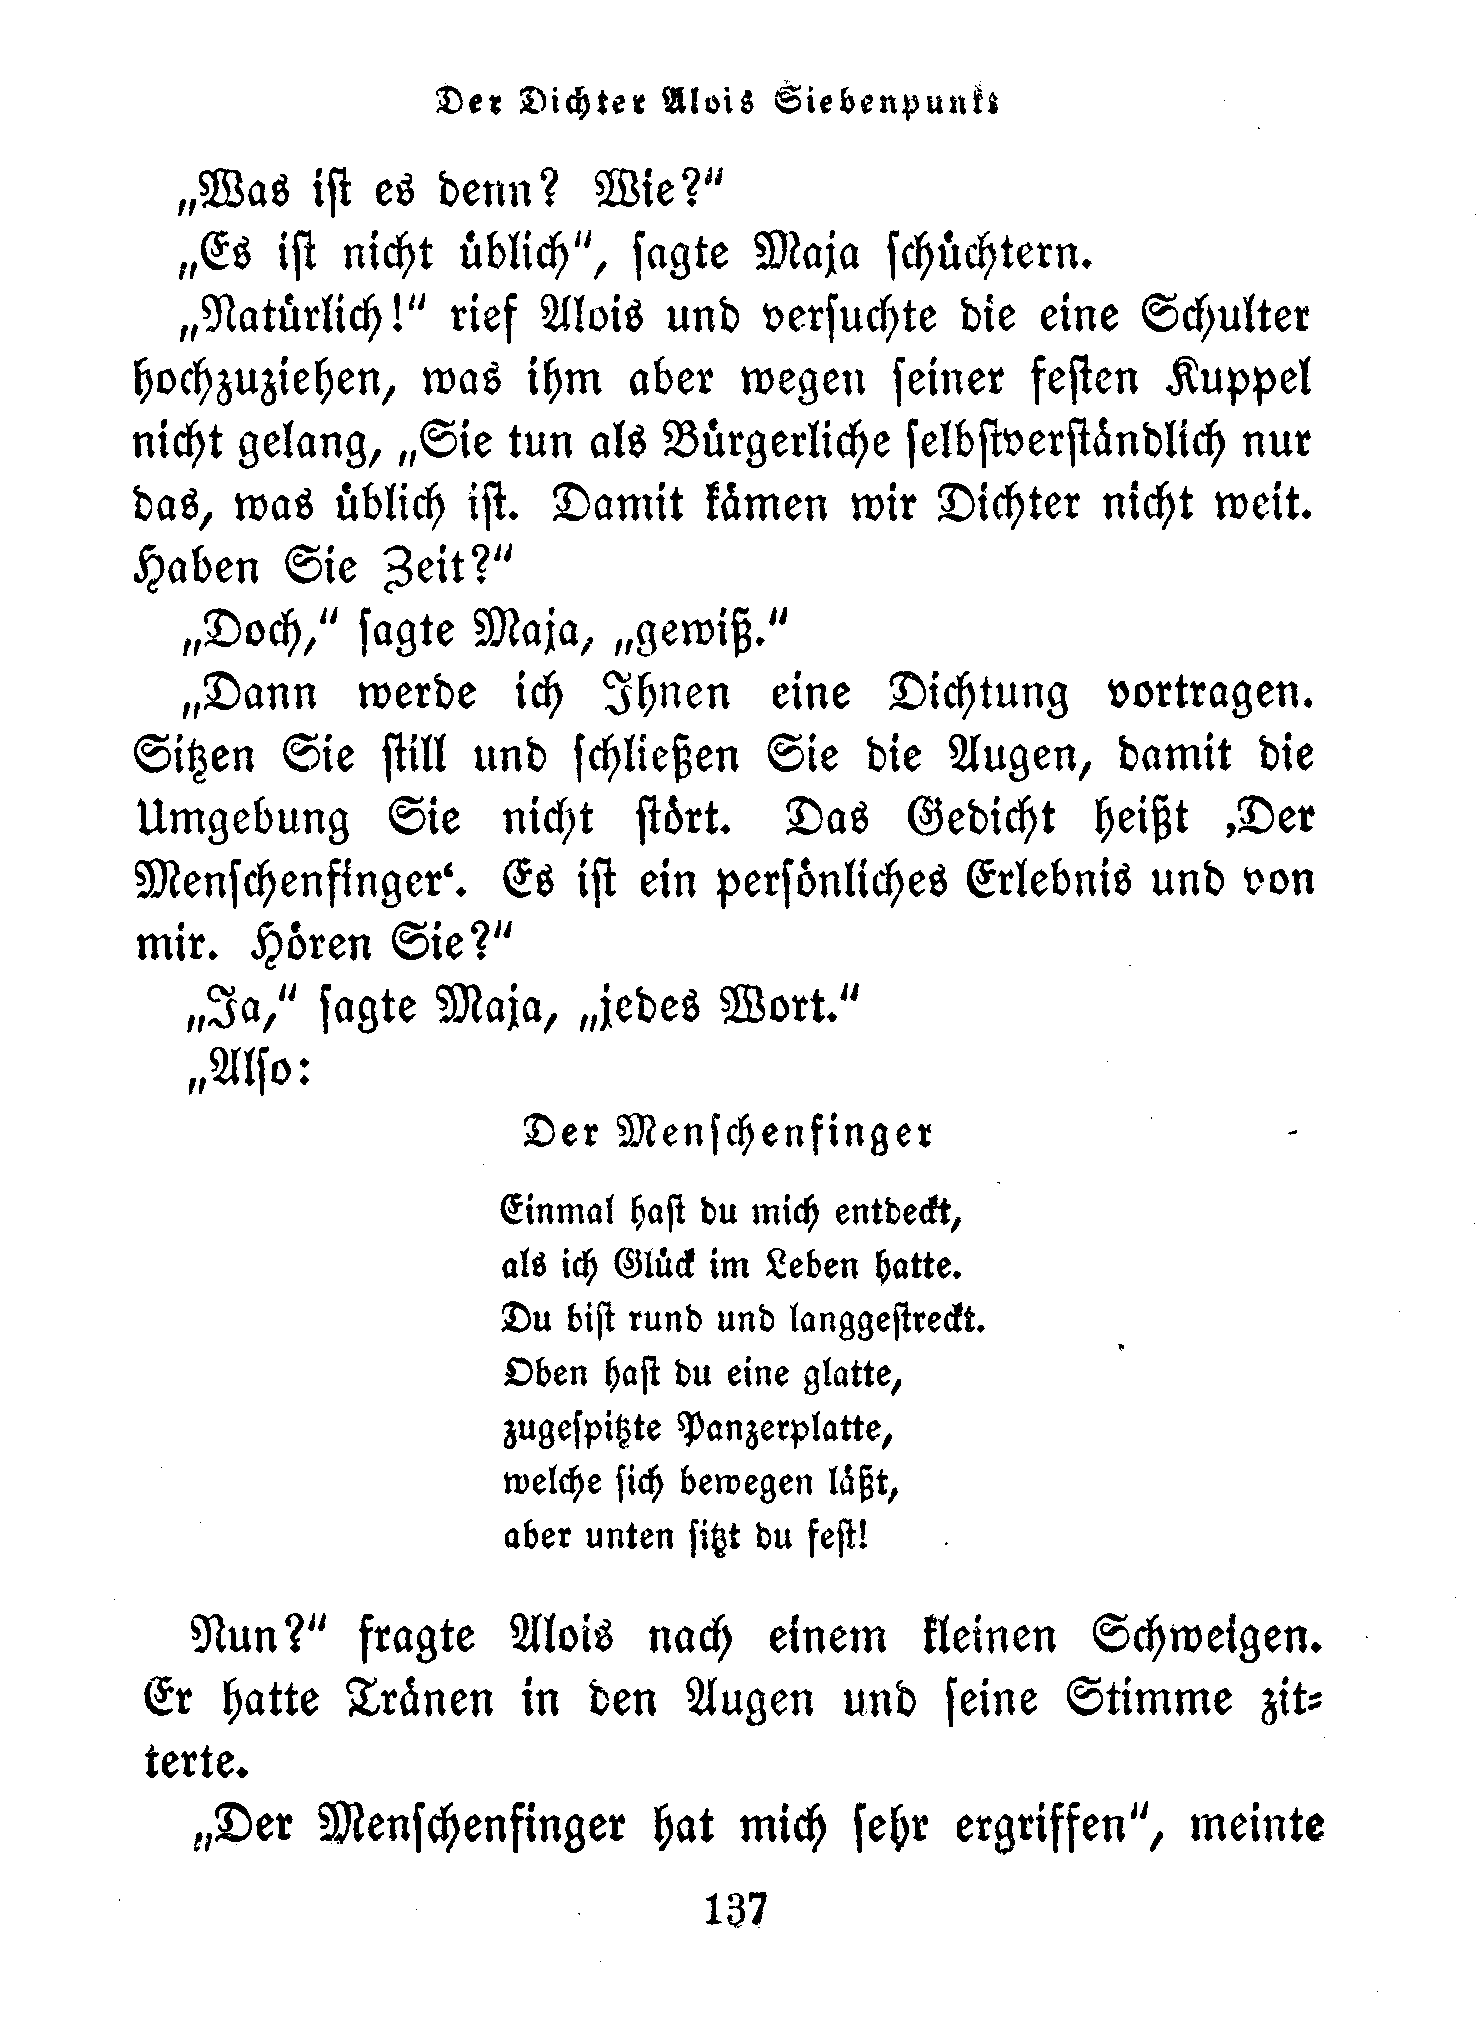 Der Dichter Alois Siebenpunkt
„Was ist es denn? Wie?“
„Es ist nicht üblich“, sagte Maja schüchtern.
„Natürlich!“ rief Alois und versuchte die eine Schulter
hochzuziehen, was ihm aber wegen seiner festen Kuppel
nicht gelang, „Sie tun als Bürgerliche selbstverständlich nur
das, was üblich ist. Damit kämen wir Dichter nicht weit.
Haben Sie Zeit?“
„Doch,“ sagte Maja, „gewiß.“
„Dann werde ich Ihnen eine Dichtung vortragen.
Sitzen Sie still und schließen Sie die Augen, damit die
Umgebung Sie nicht stört. Das Gedicht heißt ‚Der
Menschenfinger‘. Es ist ein persönliches Erlebnis und von
mir. Hören Sie?“
„Ja,“ sagte Maja, „jedes Wort.“
„Also:
Der Menschenfinger
Einmal hast du mich entdeckt,
als ich Glück im Leben hatte.
Du bist rund und langgestreckt.
Oben hast du eine glatte,
zugespitzte Panzerplatte,
welche sich bewegen läßt,
aber unten sitzt du fest!
Nun?“ fragte Alois nach einem kleinen Schweigen.
Er hatte Tränen in den Augen und seine Stimme zit-
terte.
„Der Menschenfinger hat mich sehr ergriffen“, meinte
137